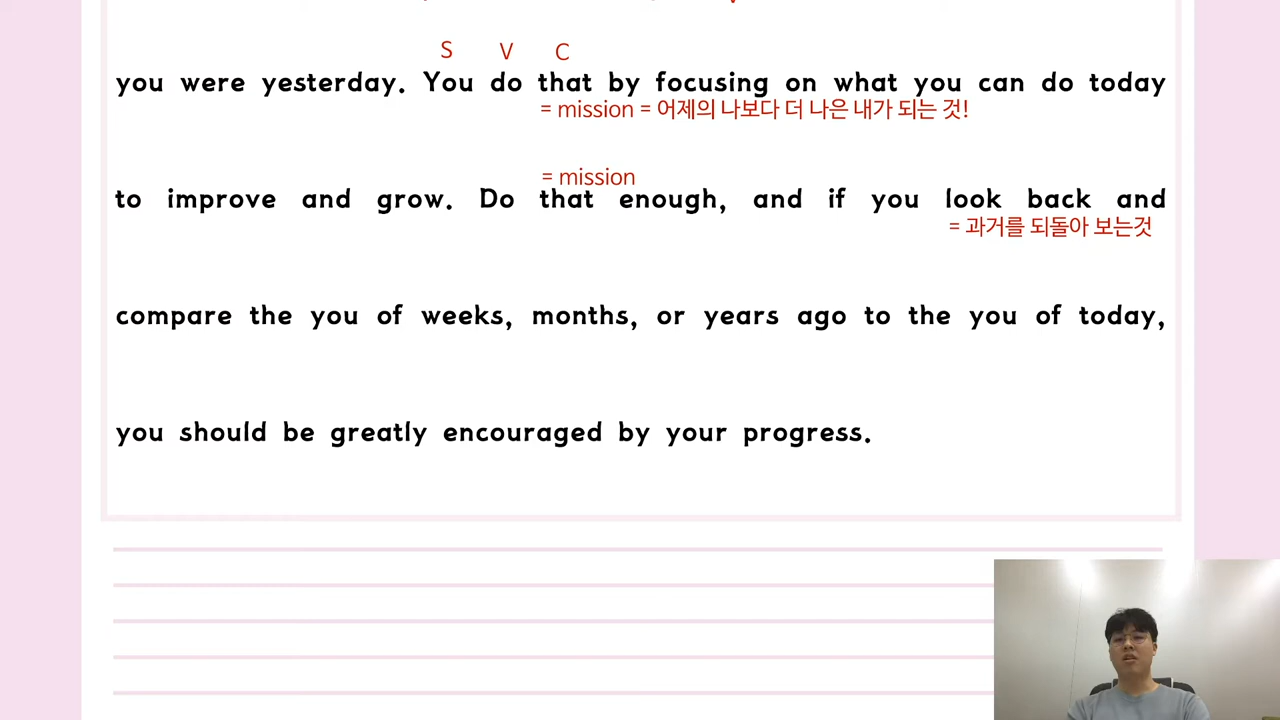 S V C
you were yesterday. You do that by focusing on what you can do today
= mission = 어제의 나보다 더 나은 내가 되는 것!
= mission
to improve and grow. Do that enough, and if you look back and
= 과거를 되돌아 보는것
compare the you of weeks, months, or years ago to the you of today,
you should be greatly encouraged by your progress.